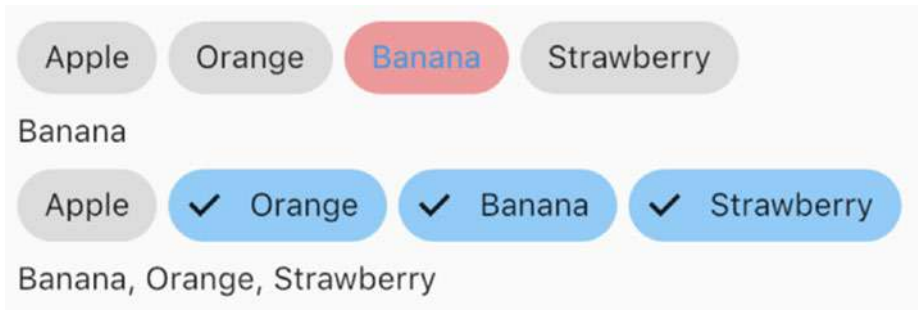 Apple Orange Banana Strawberry
Banana
Apple Orange Banana Strawberry
Banana, Orange, Strawberry